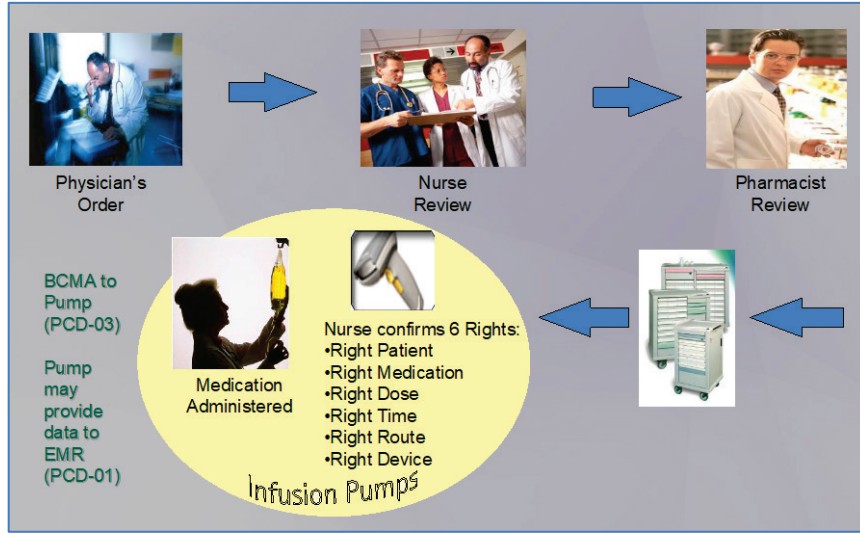 Physician's
Order
Nurse
Review
Pharmacist
Review
BCMA to
Pump
(PCD-03)
Pump
may
provide
data to
EMR
(PCD-01)
Medication
Administered
Nurse confirms 6 Rights:
•Right Patient
•Right Medication
•Right Dose
•Right Time
•Right Route
•Right Device
Infusion Pumps